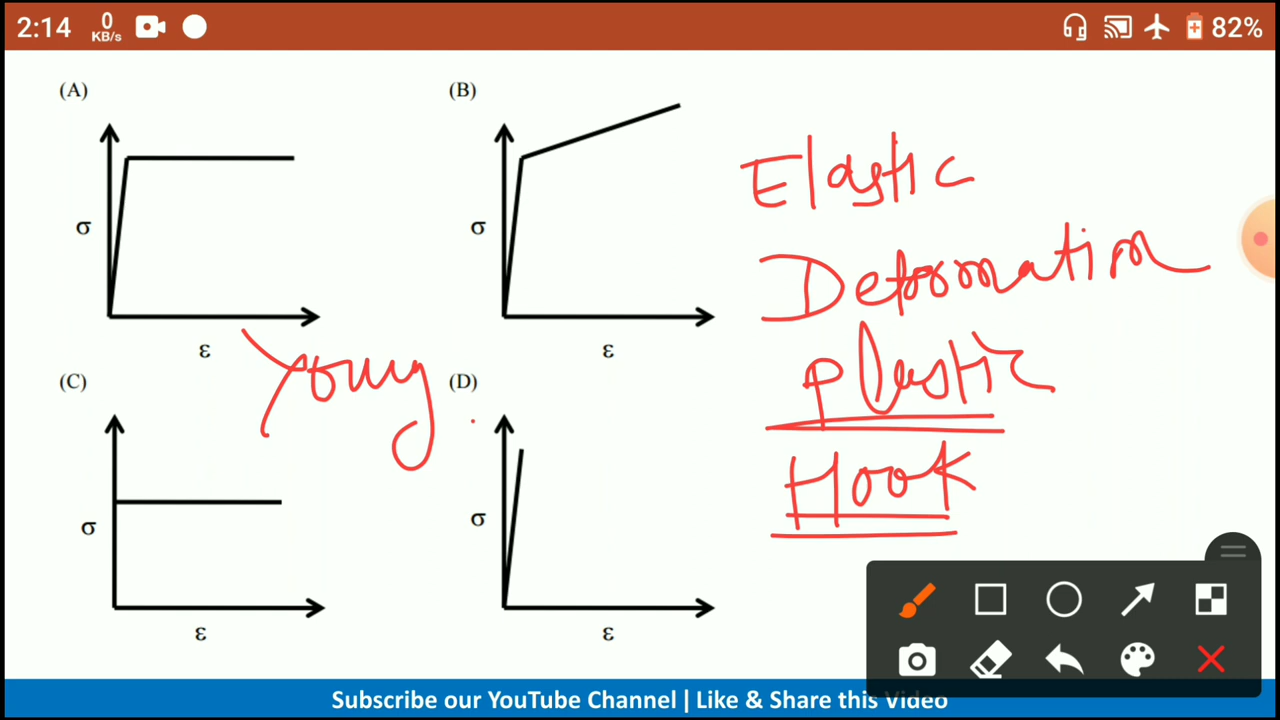 2:14 0 KB/s 82%
(A) (B)
σ σ
ε ε
Elastic
Deformation
plastic
Hook
young
(C) (D)
σ σ
ε ε
Subscribe our YouTube Channel | Like & Share this Video